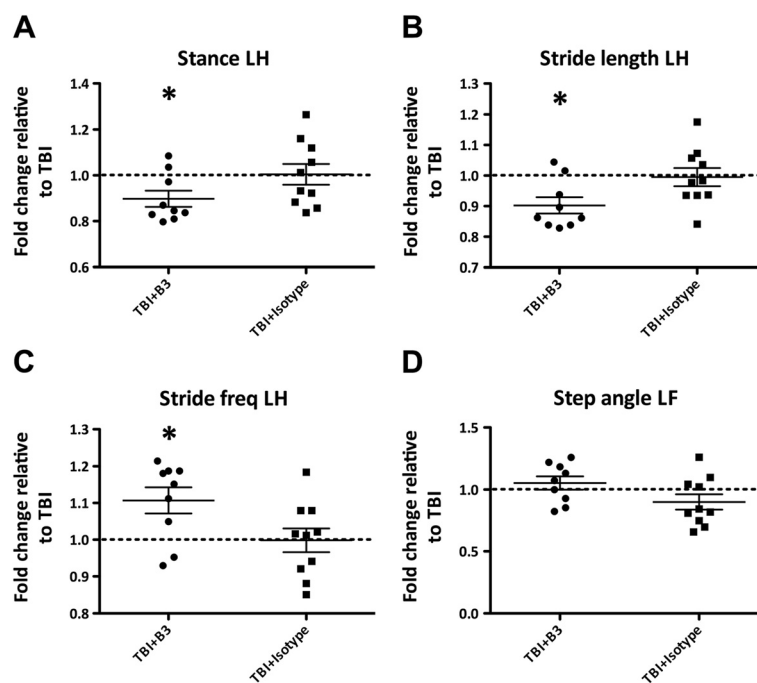 A
Stance LH
*
Fold change relative
to TBI
1.4
1.2
1.0
0.8
0.6
TBI+B3
TBI+Isotype
B
Stride length LH
*
Fold change relative
to TBI
1.3
1.2
1.1
1.0
0.9
0.8
0.7
TBI+B3
TBI+Isotype
C
Stride freq LH
*
Fold change relative
to TBI
1.3
1.2
1.1
1.0
0.9
0.8
TBI+B3
TBI+Isotype
D
Step angle LF
Fold change relative
to TBI
1.5
1.0
0.5
0.0
TBI+B3
TBI+Isotype